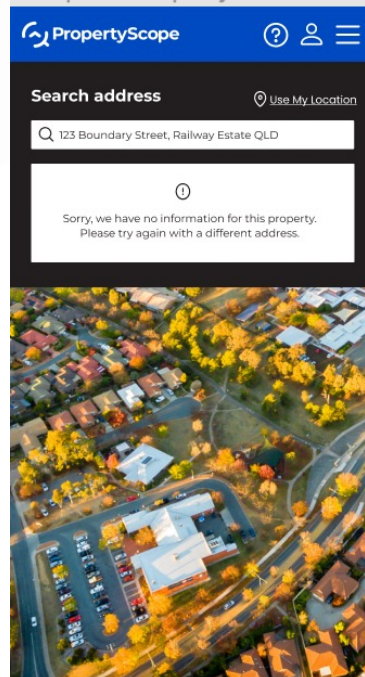 PropertyScope
Search address
Use My Location
123 Boundary Street, Railway Estate QLD
Sorry, we have no information for this property.
Please try again with a different address.